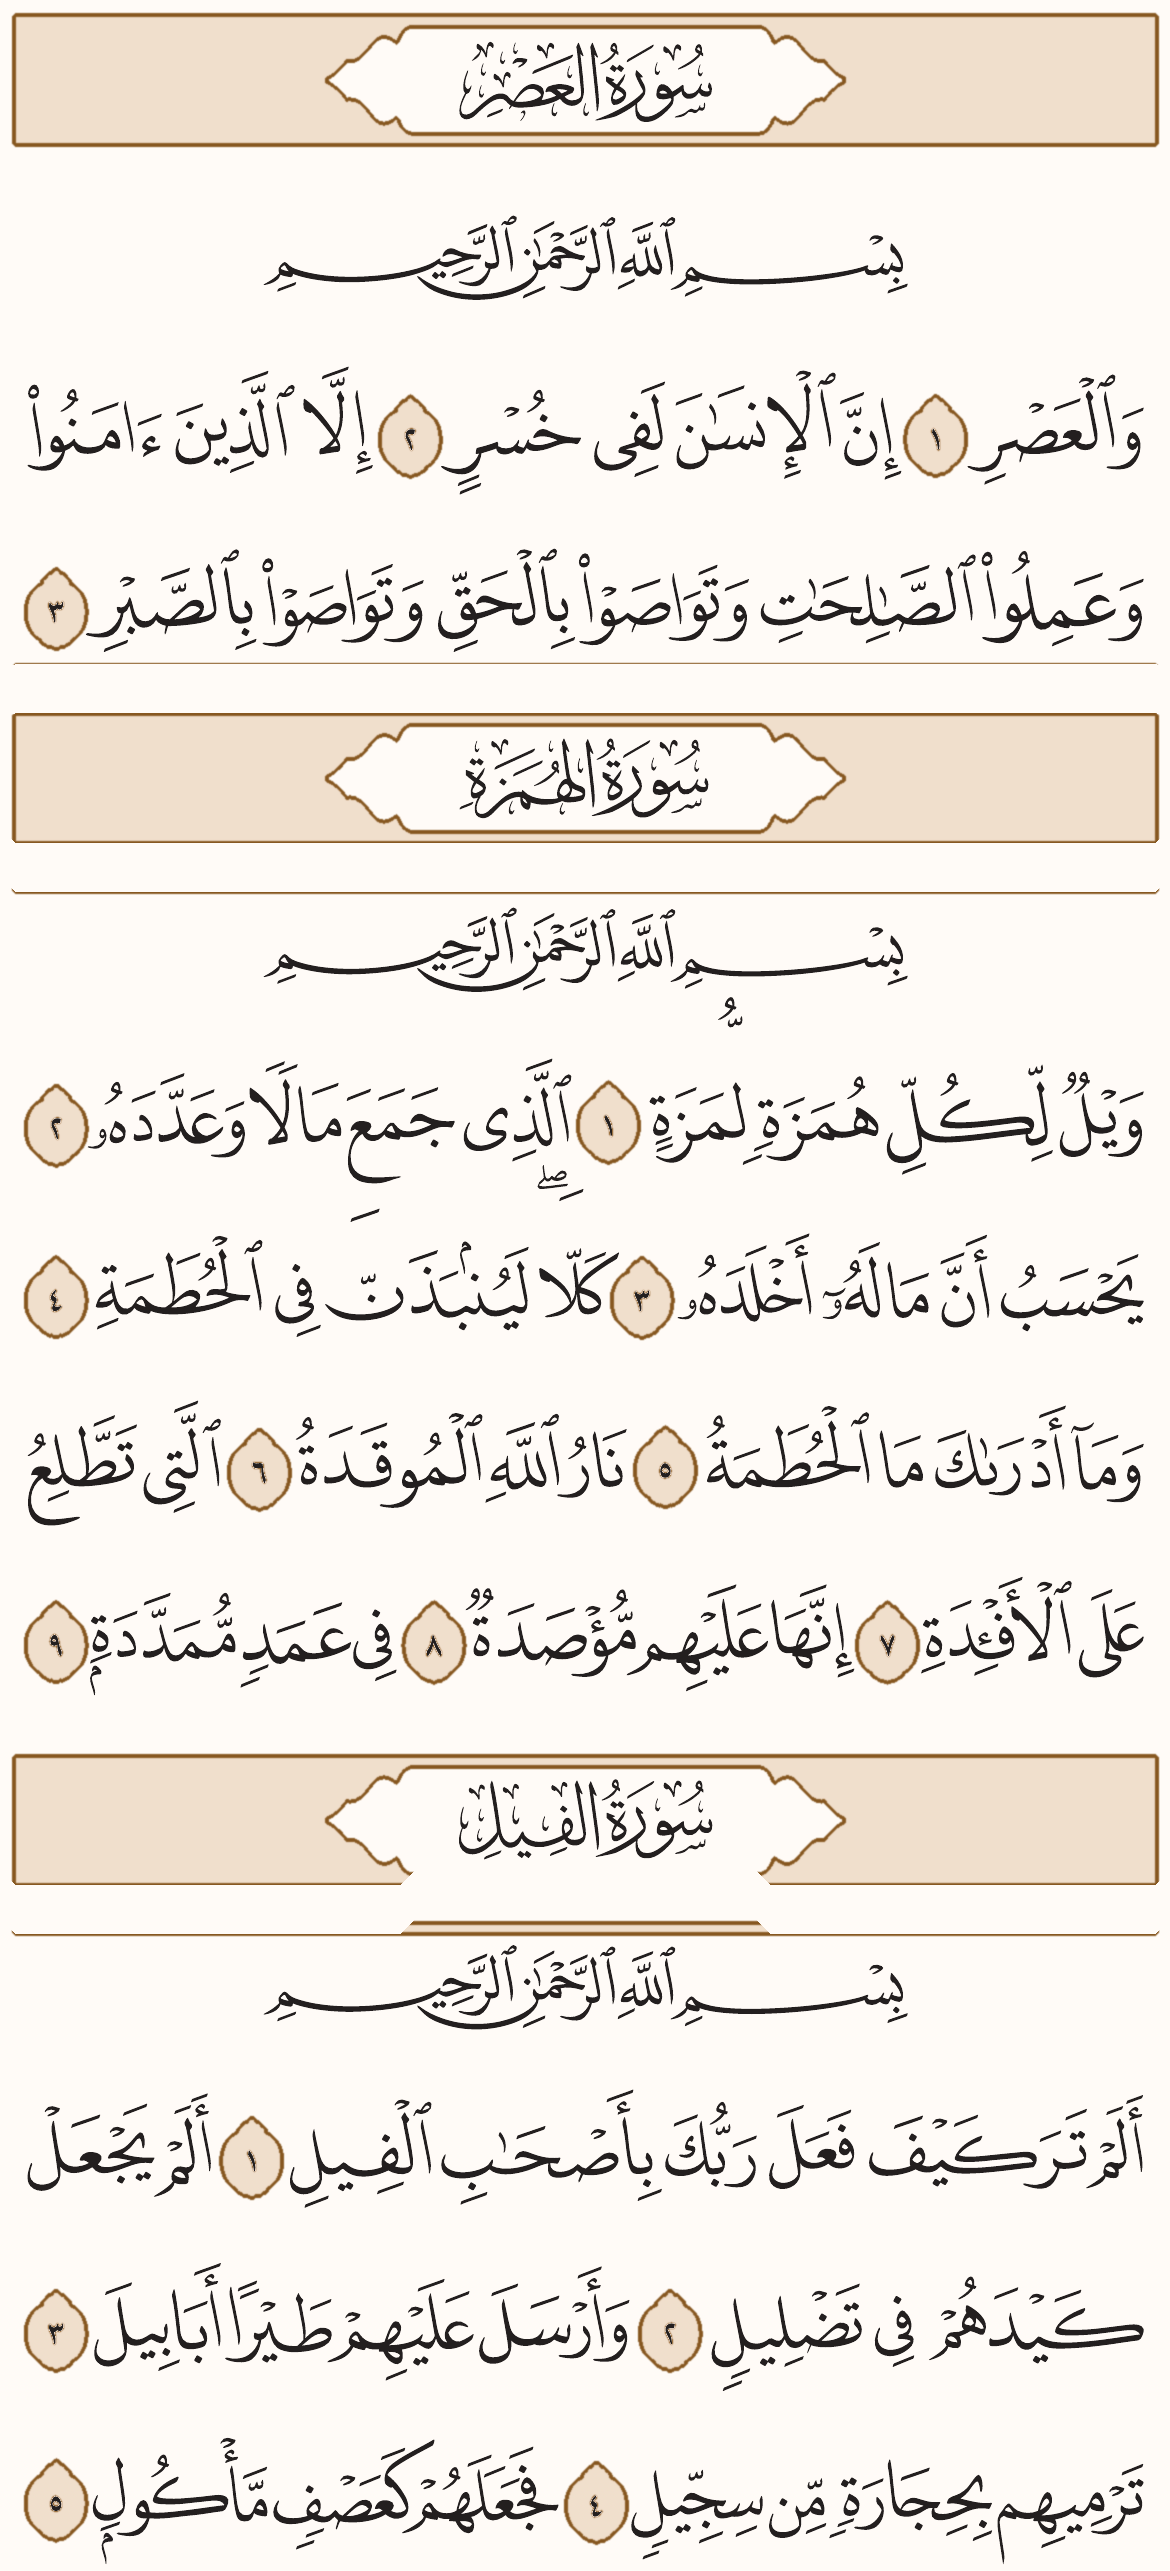 سُورَةُ العَصۡرِ
بِسۡمِ ٱللَّهِ ٱلرَّحۡمَٰنِ ٱلرَّحِيمِ
وَٱلۡعَصۡرِ ١ إِنَّ ٱلۡإِنسَٰنَ لَفِى خُسۡرٍ ٢ إِلَّا ٱلَّذِينَ ءَامَنُواْ
وَعَمِلُواْ ٱلصَّٰلِحَٰتِ وَتَوَاصَوۡاْ بِٱلۡحَقِّ وَتَوَاصَوۡاْ بِٱلصَّبۡرِ ٣
سُورَةُ الهُمَزَةِ
بِسۡمِ ٱللَّهِ ٱلرَّحۡمَٰنِ ٱلرَّحِيمِ
وَيۡلٞ لِّكُلِّ هُمَزَةٖ لُّمَزَةٍ ١ ٱلَّذِى جَمَعَ مَالٗا وَعَدَّدَهُۥ ٢
يَحۡسَبُ أَنَّ مَالَهُۥٓ أَخۡلَدَهُۥ ٣ كَلَّاۖ لَيُنۢبَذَنَّ فِى ٱلۡحُطَمَةِ ٤
وَمَآ أَدۡرَىٰكَ مَا ٱلۡحُطَمَةُ ٥ نَارُ ٱللَّهِ ٱلۡمُوقَدَةُ ٦ ٱلَّتِى تَطَّلِعُ
عَلَى ٱلۡأَفۡـِٔدَةِ ٧ إِنَّهَا عَلَيۡهِم مُّؤۡصَدَةٞ ٨ فِى عَمَدٖ مُّمَدَّدَةِۭ ٩
سُورَةُ الفِيلِ
بِسۡمِ ٱللَّهِ ٱلرَّحۡمَٰنِ ٱلرَّحِيمِ
أَلَمۡ تَرَ كَيۡفَ فَعَلَ رَبُّكَ بِأَصۡحَٰبِ ٱلۡفِيلِ ١ أَلَمۡ يَجۡعَلۡ
كَيۡدَهُمۡ فِى تَضۡلِيلٖ ٢ وَأَرۡسَلَ عَلَيۡهِمۡ طَيۡرًا أَبَابِيلَ ٣
تَرۡمِيهِم بِحِجَارَةٖ مِّن سِجِّيلٖ ٤ فَجَعَلَهُمۡ كَعَصۡفٖ مَّأۡكُولِۭ ٥